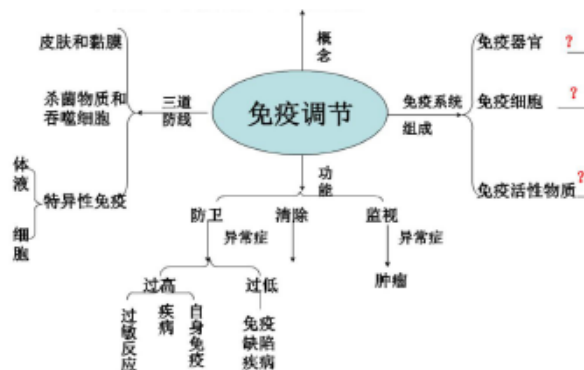 概念
免疫调节
三道防线
皮肤和黏膜
杀菌物质和
吞噬细胞
特异性免疫
体液
细胞
免疫系统
组成
免疫器官 ?
免疫细胞 ?
免疫活性物质 ?
功能
防卫 清除 监视
异常症 异常症
过高 过低 肿瘤
过敏反应
疾病
自身免疫
免疫
缺陷
疾病